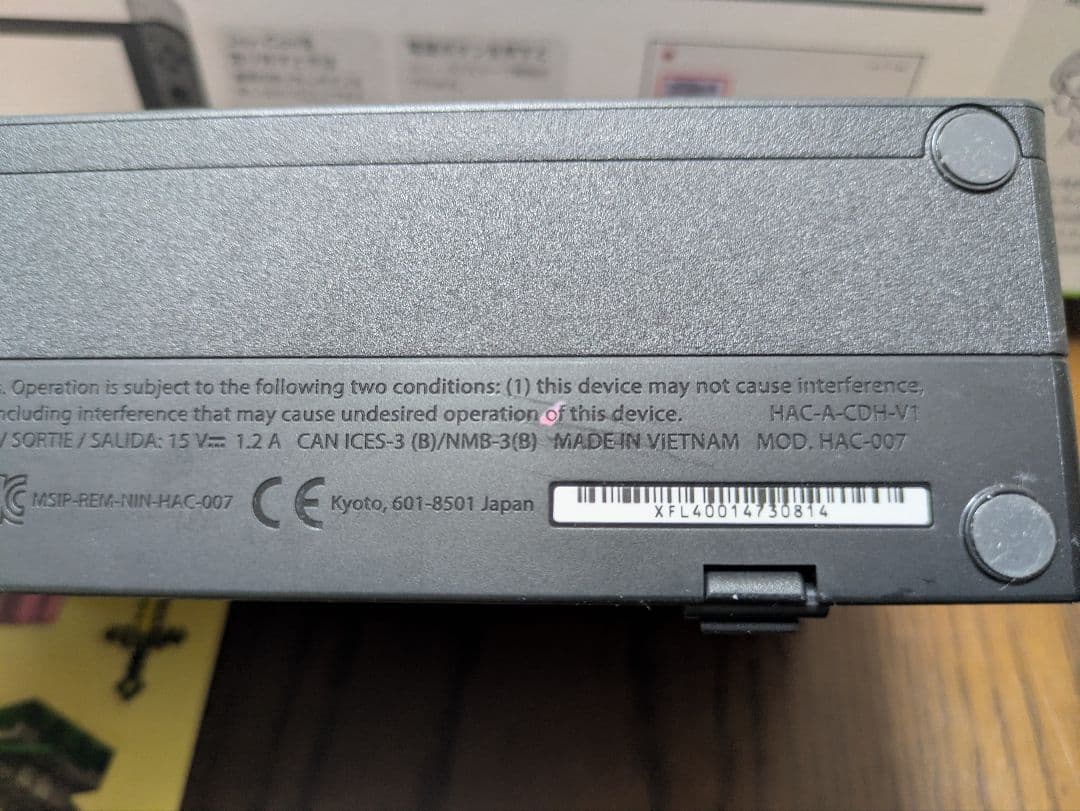 . Operation is subject to the following two conditions: (1) this device may not cause interference,
including interference that may cause undesired operation of this device. HAC-A-CDH-V1
/ SORTIE / SALIDA: 15 V⎓ 1.2 A CAN ICES-3 (B)/NMB-3(B) MADE IN VIETNAM MOD. HAC-007
MSIP-REM-NIN-HAC-007 CE Kyoto, 601-8501 Japan
XFL40014730814